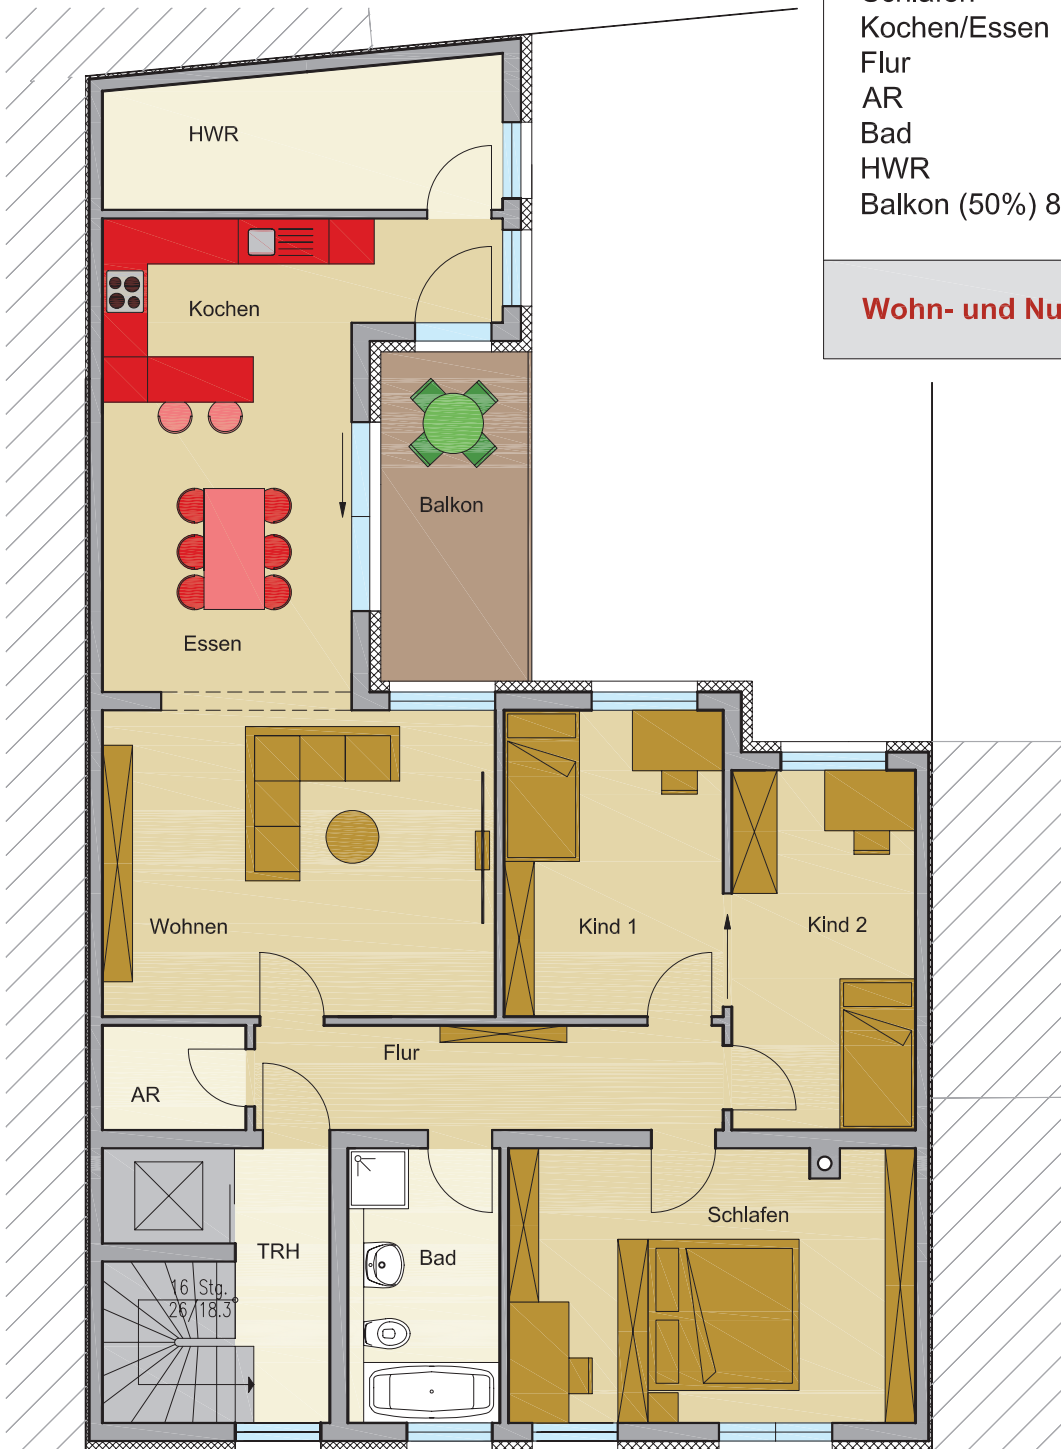 Kochen/Essen
Flur
AR
Bad
HWR
Balkon (50%) 8
Wohn- und Nu
HWR
Kochen
Balkon
Essen
Wohnen
Kind 1
Kind 2
Flur
AR
Schlafen
TRH
Bad
16 Stg.
26/18.3